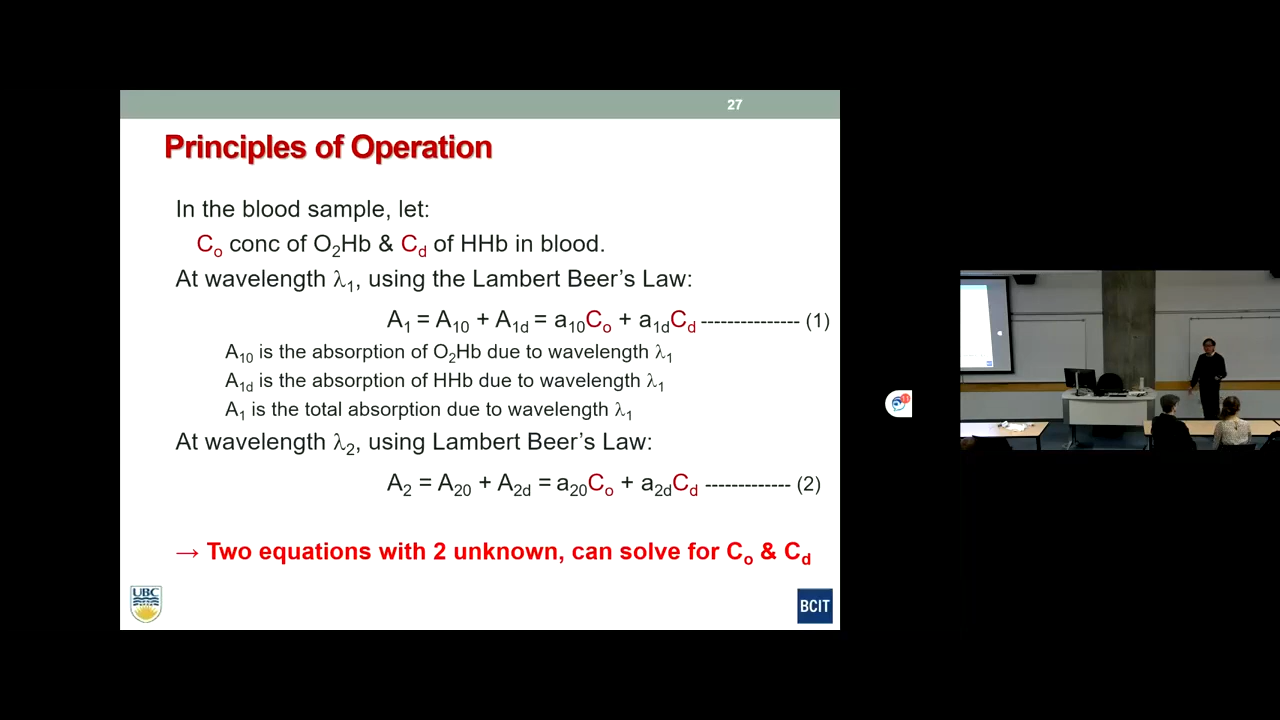 27
Principles of Operation
In the blood sample, let:
Co conc of O2Hb & Cd of HHb in blood.
At wavelength λ1, using the Lambert Beer’s Law:
A1 = A10 + A1d = a10Co + a1dCd --------------- (1)
A10 is the absorption of O2Hb due to wavelength λ1
A1d is the absorption of HHb due to wavelength λ1
A1 is the total absorption due to wavelength λ1
At wavelength λ2, using Lambert Beer’s Law:
A2 = A20 + A2d = a20Co + a2dCd ------------- (2)
→ Two equations with 2 unknown, can solve for Co & Cd
UBC
BCIT